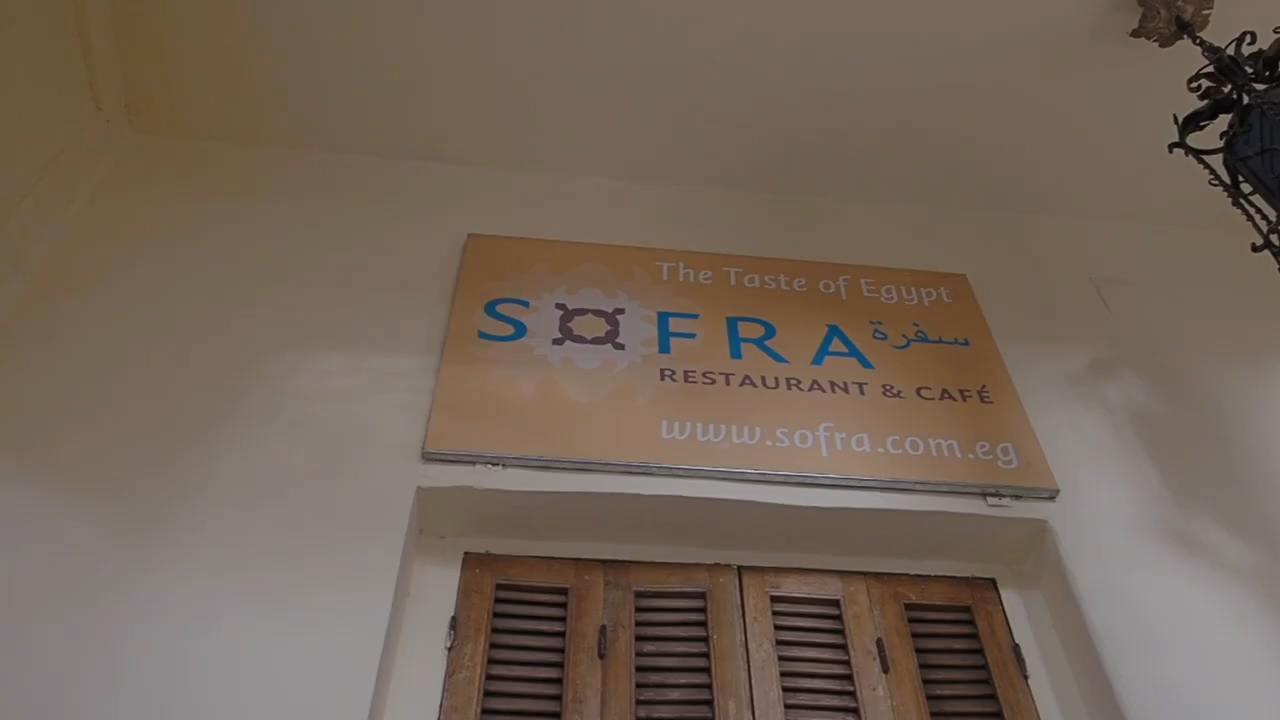 The Taste of Egypt
SOFRA سفرة
RESTAURANT & CAFÉ
www.sofra.com.eg